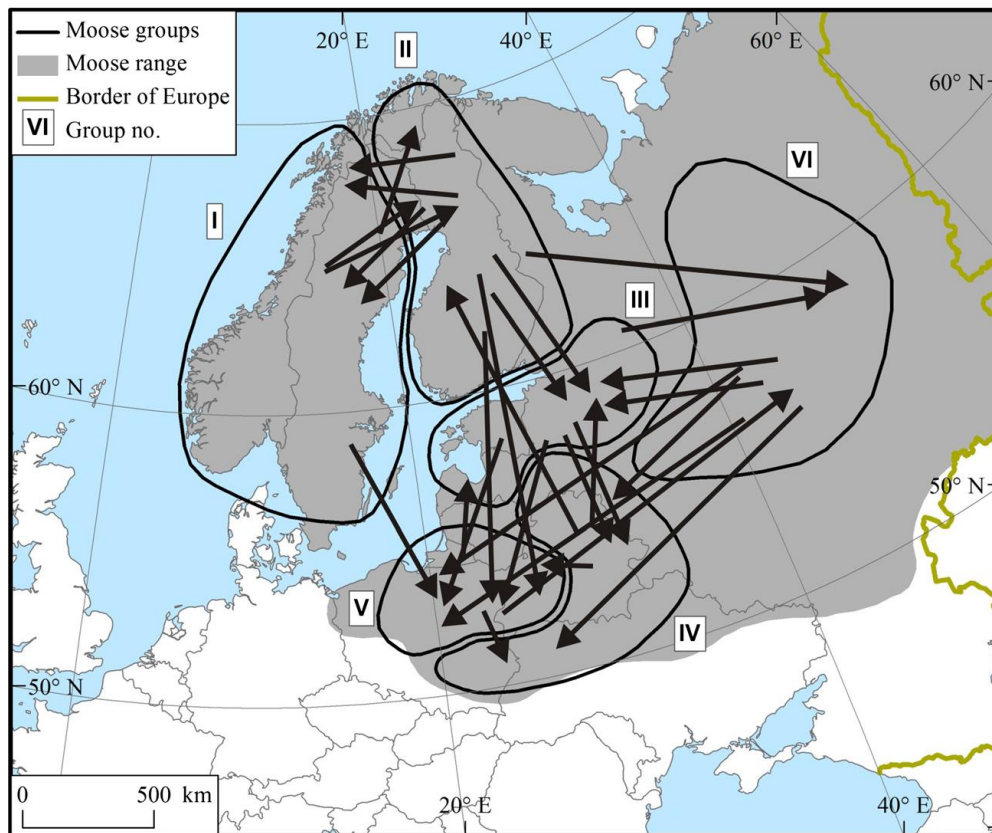 Moose groups
Moose range
Border of Europe
VI Group no.
20° E
40° E
60° E
60° N
II
VI
I
III
60° N
50° N
V
IV
50° N
0 500 km
20° E
40° E